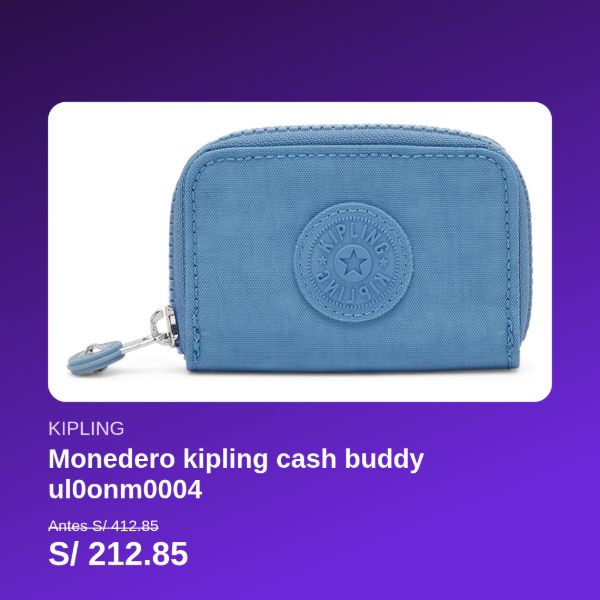 KIPLING
KIPLING
KIPLING
Monedero kipling cash buddy
ul0onm0004
Antes S/ 412.85
S/ 212.85